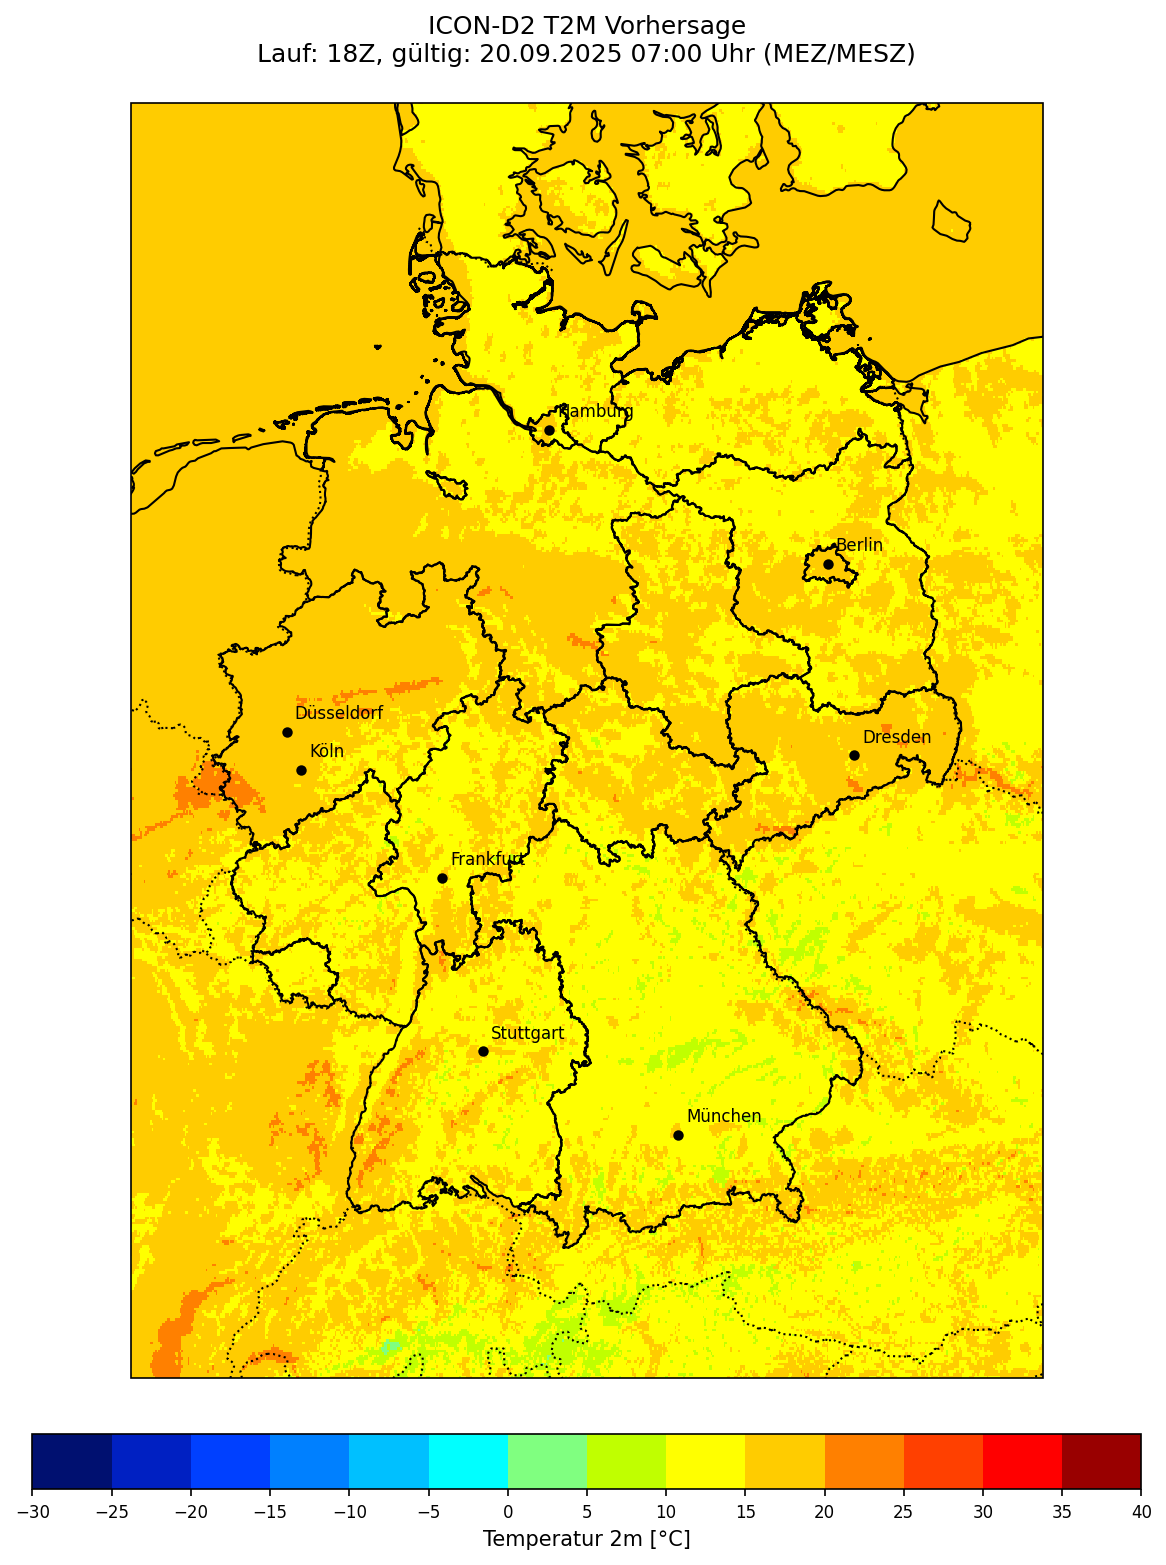 ICON-D2 T2M Vorhersage
Lauf: 18Z, gültig: 20.09.2025 07:00 Uhr (MEZ/MESZ)
Hamburg
Berlin
Düsseldorf
Dresden
Köln
Frankfurt
Stuttgart
München
−30 −25 −20 −15 −10 −5 0 5 10 15 20 25 30 35 40
Temperatur 2m [°C]